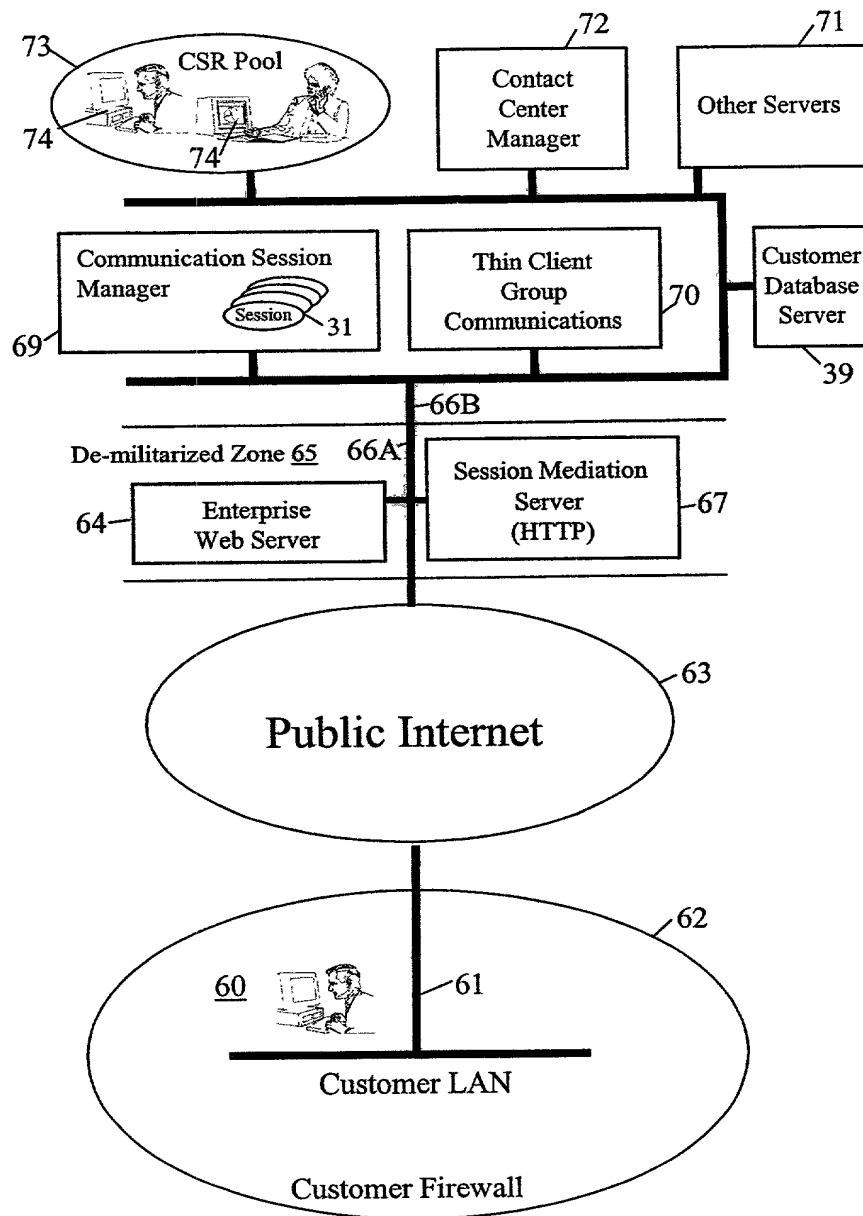 73
CSR Pool
74
74
72
Contact
Center
Manager
71
Other Servers
Communication Session
Manager
Session
31
69
Thin Client
Group
Communications
70
Customer
Database
Server
39
66B
De-militarized Zone 65
66A
64
Enterprise
Web Server
Session Mediation
Server
(HTTP)
67
63
Public Internet
62
60
61
Customer LAN
Customer Firewall